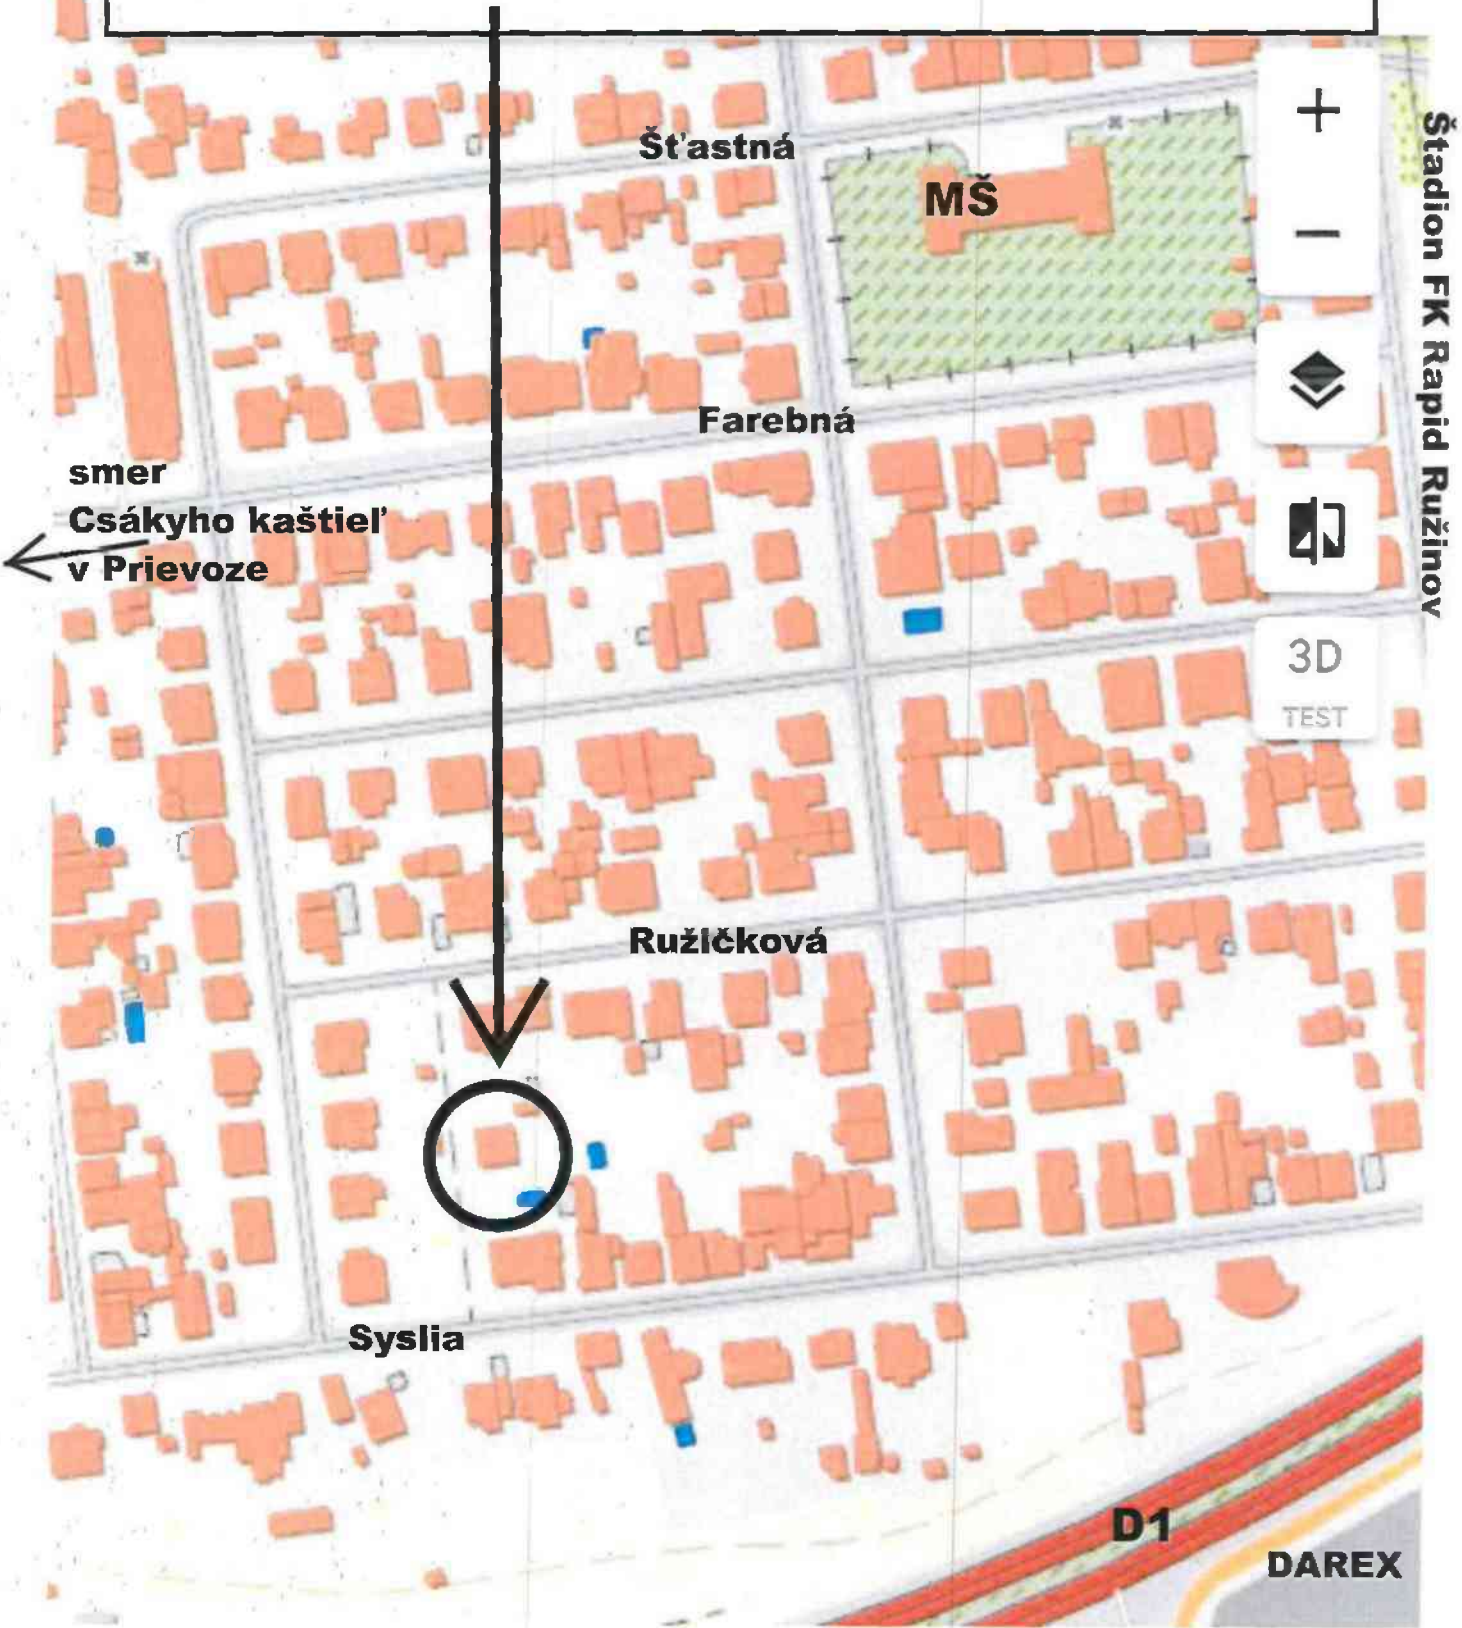 Šťastná
MŠ
+
−
Štadion FK Rapid Ružinov
Farebná
smer
Csákyho kaštieľ
v Prievoze
3D
TEST
Ružičková
Syslia
D1
DAREX